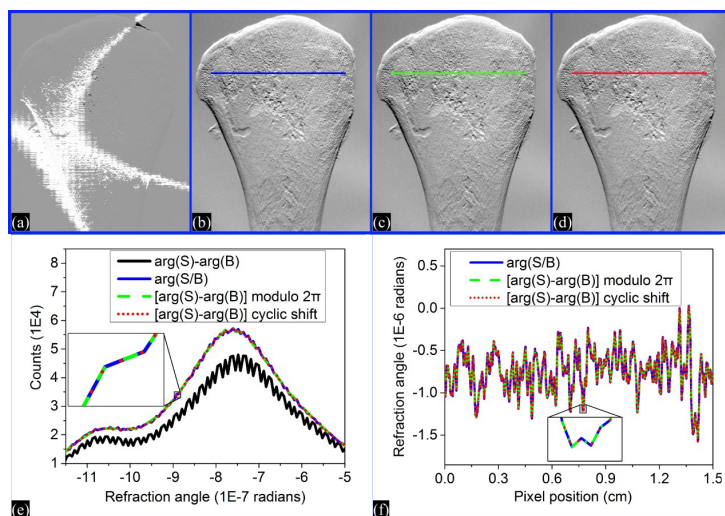 (a)
(b)
(c)
(d)
8
7
6
5
4
3
2
1
Counts (1E4)
arg(S)-arg(B)
arg(S/B)
[arg(S)-arg(B)] modulo 2π
[arg(S)-arg(B)] cyclic shift
-11
-10
-9
-8
-7
-6
-5
Refraction angle (1E-7 radians)
(e)
0.5
0.0
-0.5
-1.0
-1.5
Refraction angle (1E-6 radians)
arg(S/B)
[arg(S)-arg(B)] modulo 2π
[arg(S)-arg(B)] cyclic shift
0.0
0.3
0.6
0.9
1.2
1.5
Pixel position (cm)
(f)